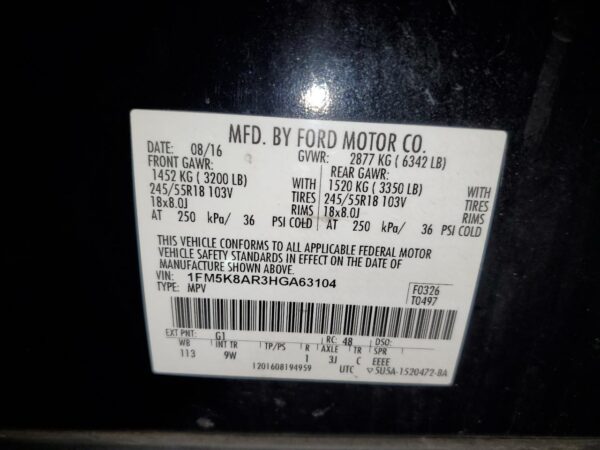 MFD. BY FORD MOTOR CO.
DATE: 08/16 GVWR: 2877 KG ( 6342 LB)
FRONT GAWR: REAR GAWR:
1452 KG ( 3200 LB) WITH 1520 KG ( 3350 LB) WITH
245/55R18 103V TIRES 245/55R18 103V TIRES
18x8.0J RIMS 18x8.0J RIMS
AT 250 kPa/ 36 PSI COLD AT 250 kPa/ 36 PSI COLD
THIS VEHICLE CONFORMS TO ALL APPLICABLE FEDERAL MOTOR
VEHICLE SAFETY STANDARDS IN EFFECT ON THE DATE OF
MANUFACTURE SHOWN ABOVE.
VIN: 1FM5K8AR3HGA63104 F0326
TYPE: MPV T0497
EXT PNT: G1 RC: 48 DSO:
WB INT TR TP/PS R AXLE TR SPR
113 9W 1 3J C EEEE
1201608194959 UTC ▽5U5A-1520472-BA